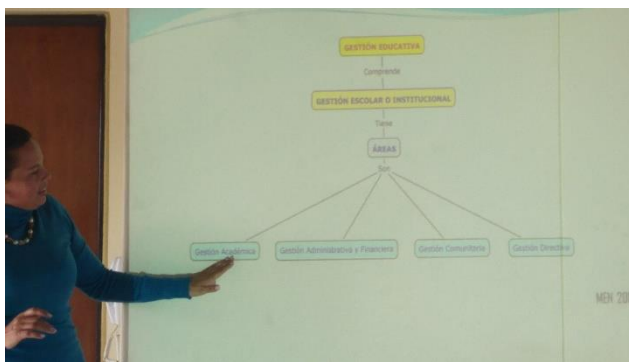 GESTIÓN EDUCATIVA
Comprende
GESTIÓN ESCOLAR O INSTITUCIONAL
Tiene
ÁREAS
Son
Gestión Académica
Gestión Administrativa y Financiera
Gestión Comunitaria
Gestión Directiva
MEN